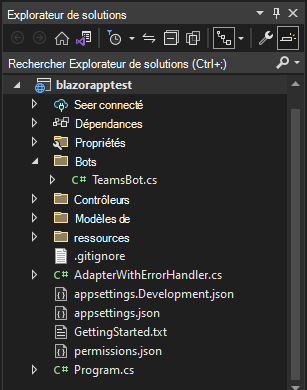 Explorateur de solutions
Rechercher Explorateur de solutions (Ctrl+;)
blazorapptest
Seer connecté
Dépendances
Propriétés
Bots
C# TeamsBot.cs
Contrôleurs
Modèles de
ressources
.gitignore
C# AdapterWithErrorHandler.cs
appsettings.Development.json
appsettings.json
GettingStarted.txt
permissions.json
C# Program.cs